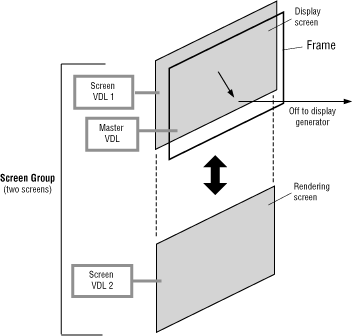 Display
screen
Frame
Screen
VDL 1
Master
VDL
Off to display
generator
Screen Group
(two screens)
Rendering
screen
Screen
VDL 2